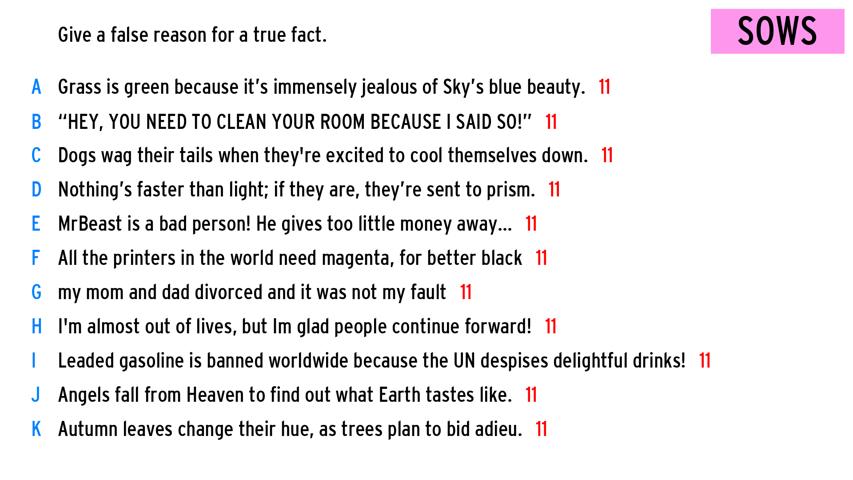 Give a false reason for a true fact.
SOWS
A Grass is green because it’s immensely jealous of Sky’s blue beauty. 11
B “HEY, YOU NEED TO CLEAN YOUR ROOM BECAUSE I SAID SO!” 11
C Dogs wag their tails when they're excited to cool themselves down. 11
D Nothing’s faster than light; if they are, they’re sent to prism. 11
E MrBeast is a bad person! He gives too little money away... 11
F All the printers in the world need magenta, for better black 11
G my mom and dad divorced and it was not my fault 11
H I'm almost out of lives, but Im glad people continue forward! 11
I Leaded gasoline is banned worldwide because the UN despises delightful drinks! 11
J Angels fall from Heaven to find out what Earth tastes like. 11
K Autumn leaves change their hue, as trees plan to bid adieu. 11